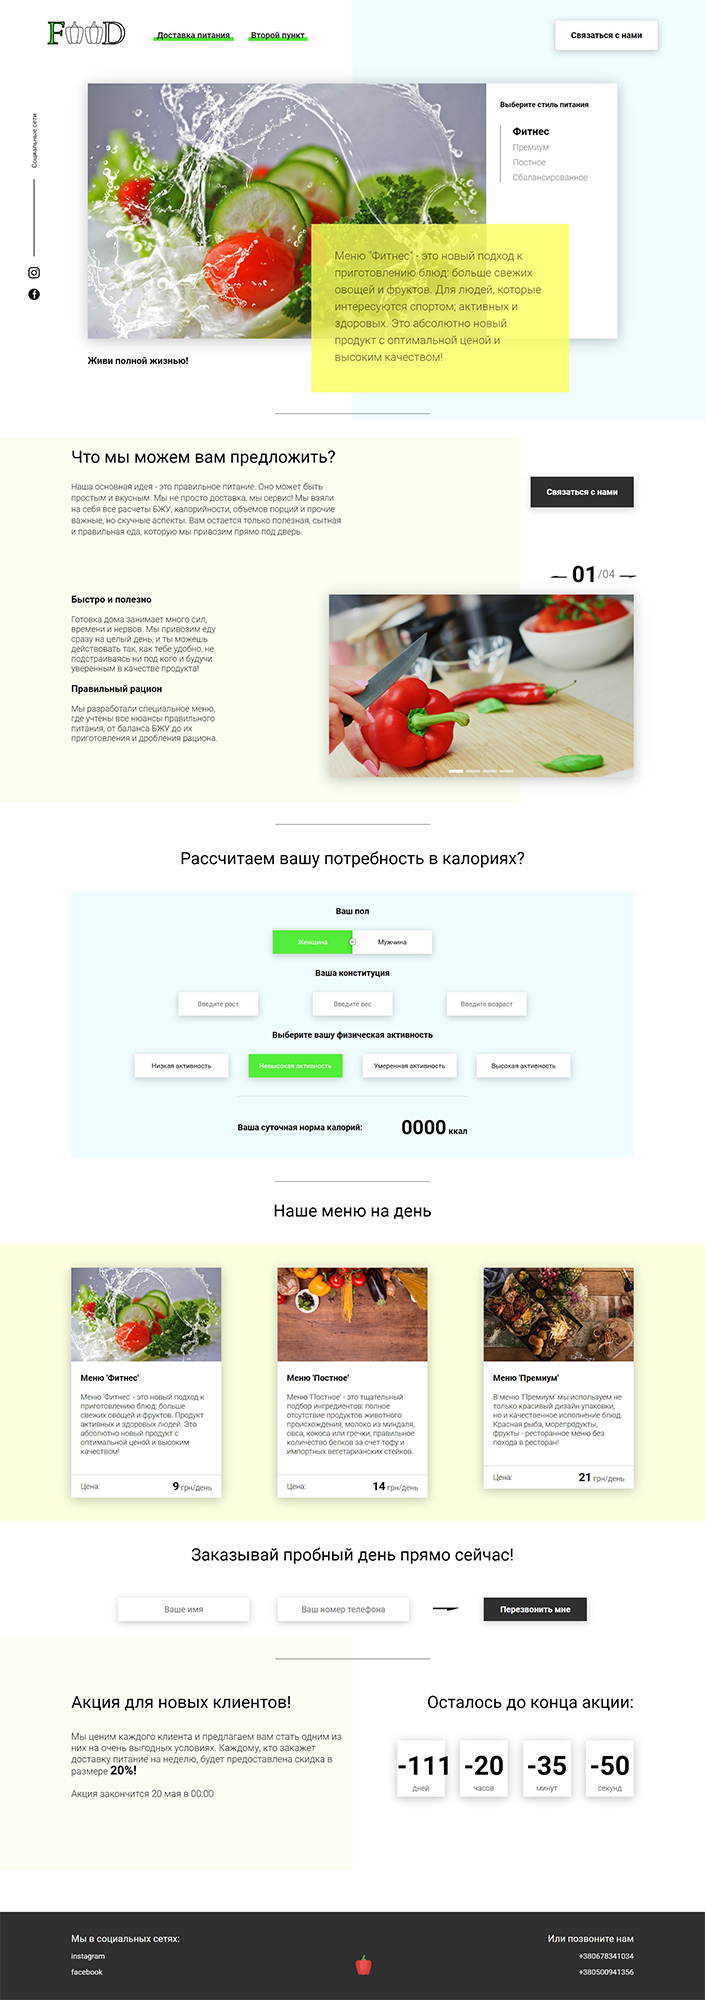 FOOD
Доставка питания
Второй пункт
Связаться с нами
Социальные сети
Выберите стиль питания
Фитнес
Премиум
Постное
Сбалансированное
Меню "Фитнес" - это новый подход к
приготовлению блюд: больше свежих
овощей и фруктов. Для людей, которые
интересуются спортом; активных и
здоровых. Это абсолютно новый
продукт с оптимальной ценой и
высоким качеством!
Живи полной жизнью!
Что мы можем вам предложить?
Наша основная идея - это правильное питание. Оно может быть
простым и вкусным. Мы не просто доставка, мы сервис! Мы взяли
на себя все расчеты БЖУ, калорийности, объемов порций и прочие
важные, но скучные аспекты. Вам остается только полезная, сытная
и правильная еда, которую мы привозим прямо под дверь.
Связаться с нами
01/04
Быстро и полезно
Готовка дома занимает много сил,
времени и нервов. Мы привозим еду
сразу на целый день, и ты можешь
действовать так, как тебе удобно, не
подстраиваясь ни под кого и будучи
уверенным в качестве продукта!
Правильный рацион
Мы разработали специальное меню,
где учтены все нюансы правильного
питания, от баланса БЖУ до их
приготовления и дробления рациона.
Рассчитаем вашу потребность в калориях?
Ваш пол
Женщина
Мужчина
Ваша конституция
Введите рост
Введите вес
Введите возраст
Выберите вашу физическая активность
Низкая активность
Невысокая активность
Умеренная активность
Высокая активность
Ваша суточная норма калорий:
0000 ккал
Наше меню на день
Меню 'Фитнес'
Меню 'Фитнес' - это новый подход к
приготовлению блюд: больше
свежих овощей и фруктов. Продукт
активных и здоровых людей. Это
абсолютно новый продукт с
оптимальной ценой и высоким
качеством!
Цена:
9 грн/день
Меню 'Постное'
Меню 'Постное' - это тщательный
подбор ингредиентов: полное
отсутствие продуктов животного
происхождения, молоко из миндаля,
овса, кокоса или гречки, правильное
количество белков за счет тофу и
импортных вегетарианских стейков.
Цена:
14 грн/день
Меню 'Премиум'
В меню 'Премиум' мы используем не
только красивый дизайн упаковки,
но и качественное исполнение блюд.
Красная рыба, морепродукты,
фрукты - ресторанное меню без
похода в ресторан!
Цена:
21 грн/день
Заказывай пробный день прямо сейчас!
Ваше имя
Ваш номер телефона
Перезвонить мне
Акция для новых клиентов!
Мы ценим каждого клиента и предлагаем вам стать одним из
них на очень выгодных условиях. Каждому, кто закажет
доставку питание на неделю, будет предоставлена скидка в
размере 20%!
Акция закончится 20 мая в 00:00
Осталось до конца акции:
-111
дней
-20
часов
-35
минут
-50
секунд
Мы в социальных сетях:
instagram
facebook
Или позвоните нам
+380678341034
+380500941356